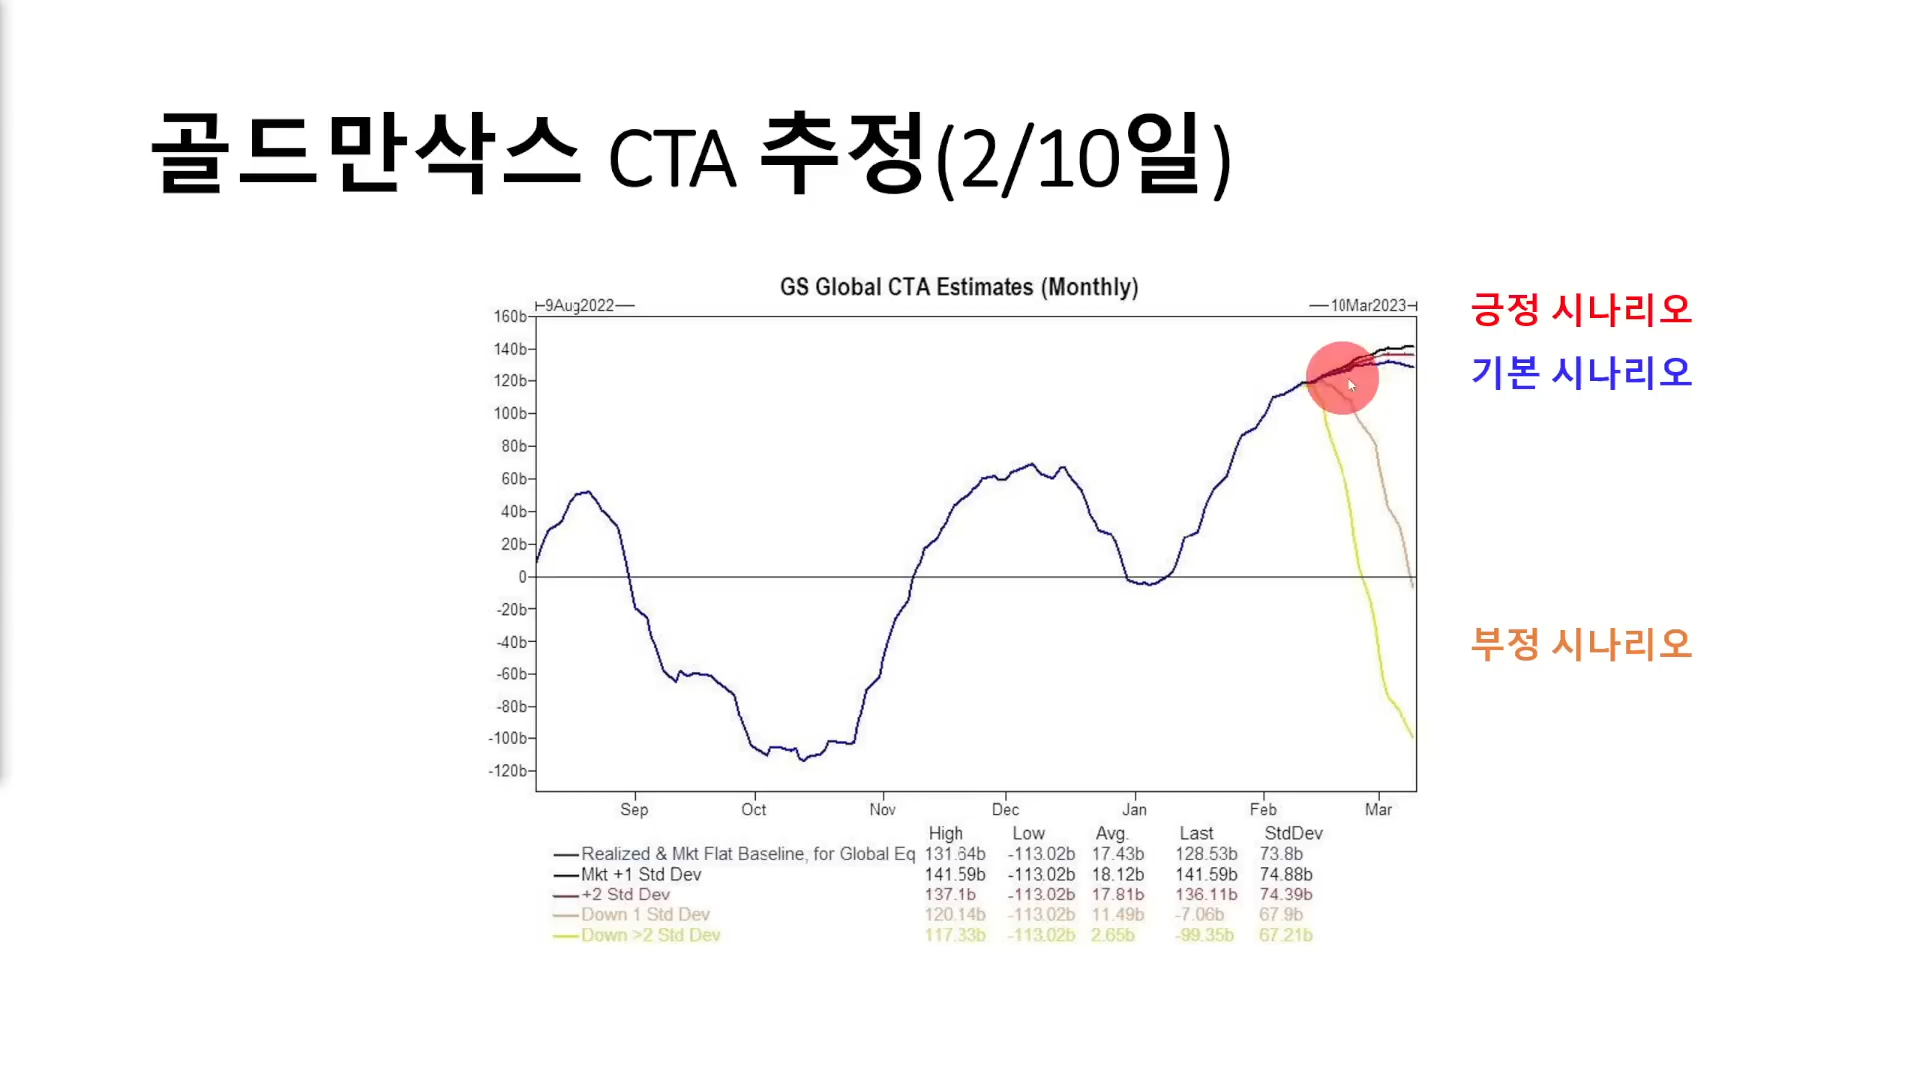 골드만삭스 CTA 추정(2/10일)
GS Global CTA Estimates (Monthly)
9Aug2022
10Mar2023
긍정 시나리오
기본 시나리오
부정 시나리오
160b
140b
120b
100b
80b
60b
40b
20b
0
-20b
-40b
-60b
-80b
-100b
-120b
Sep Oct Nov Dec Jan Feb Mar
High Low Avg. Last StdDev
Realized & Mkt Flat Baseline, for Global Eq 131.64b -113.02b 17.43b 128.53b 73.8b
Mkt +1 Std Dev 141.59b -113.02b 18.12b 141.59b 74.88b
+2 Std Dev 137.1b -113.02b 17.81b 136.11b 74.39b
Down 1 Std Dev 120.14b -113.02b 11.49b -7.06b 67.9b
Down >2 Std Dev 117.33b -113.02b 2.65b -99.35b 67.21b